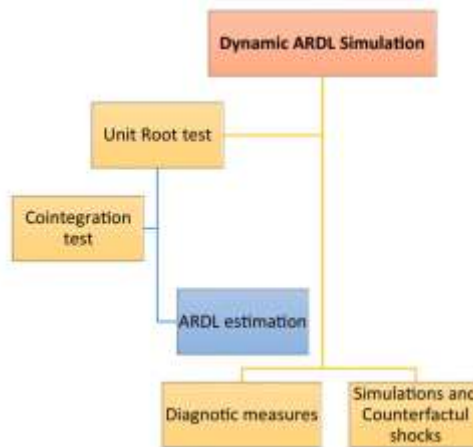 Dynamic ARDL Simulation
Unit Root test
Cointegration
test
ARDL estimation
Diagnotic measures
Simulations and
Counterfactul
shocks